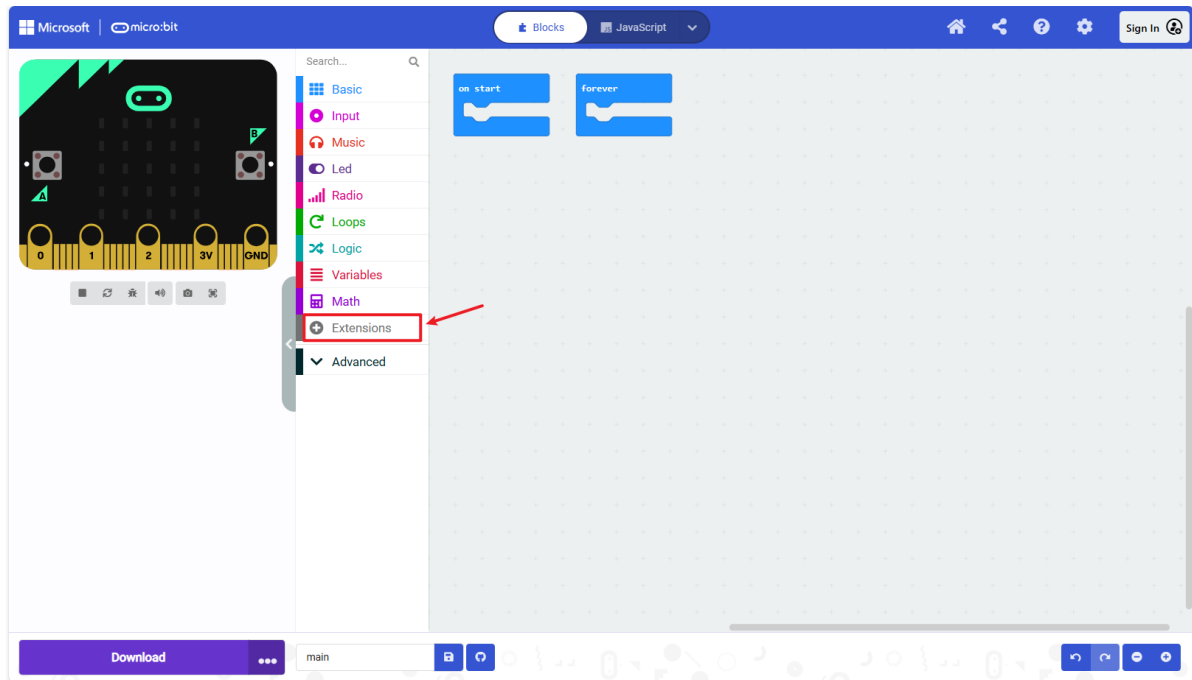 Microsoft micro:bit Blocks JavaScript Sign In
Search...
Basic
Input
Music
Led
Radio
Loops
Logic
Variables
Math
Extensions
Advanced
on start forever
B
A
0 1 2 3V GND
Download ••• main